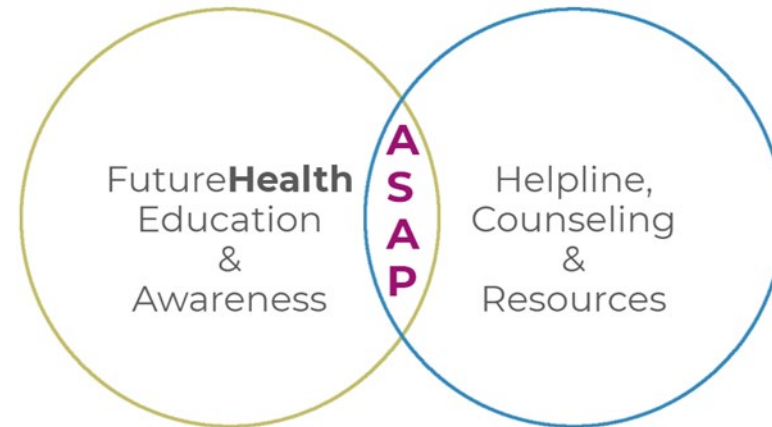 FutureHealth
Education
&
Awareness
A
S
A
P
Helpline,
Counseling
&
Resources